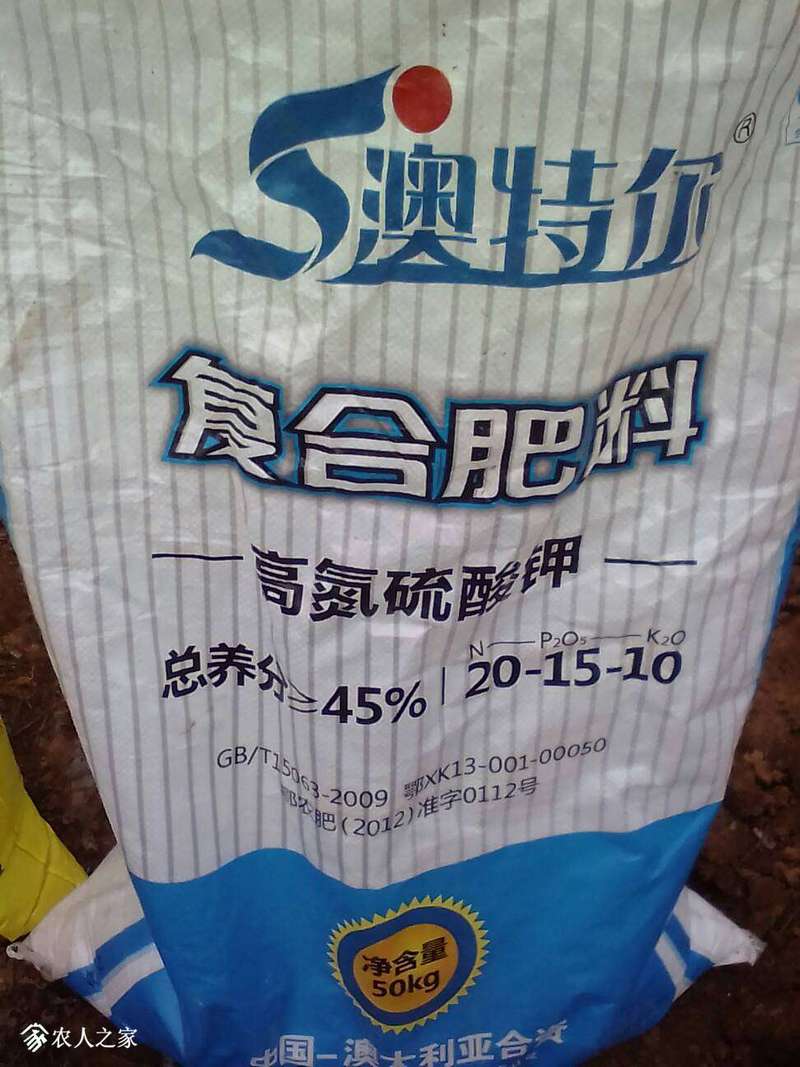 澳特尔®
复合肥料
高氮硫酸钾
N—P₂O₅—K₂O
总养分≥45% | 20-15-10
GB/T15063-2009 鄂XK13-001-00050
鄂农肥(2012)准字0112号
净含量
50kg
中国-澳大利亚合资
农人之家